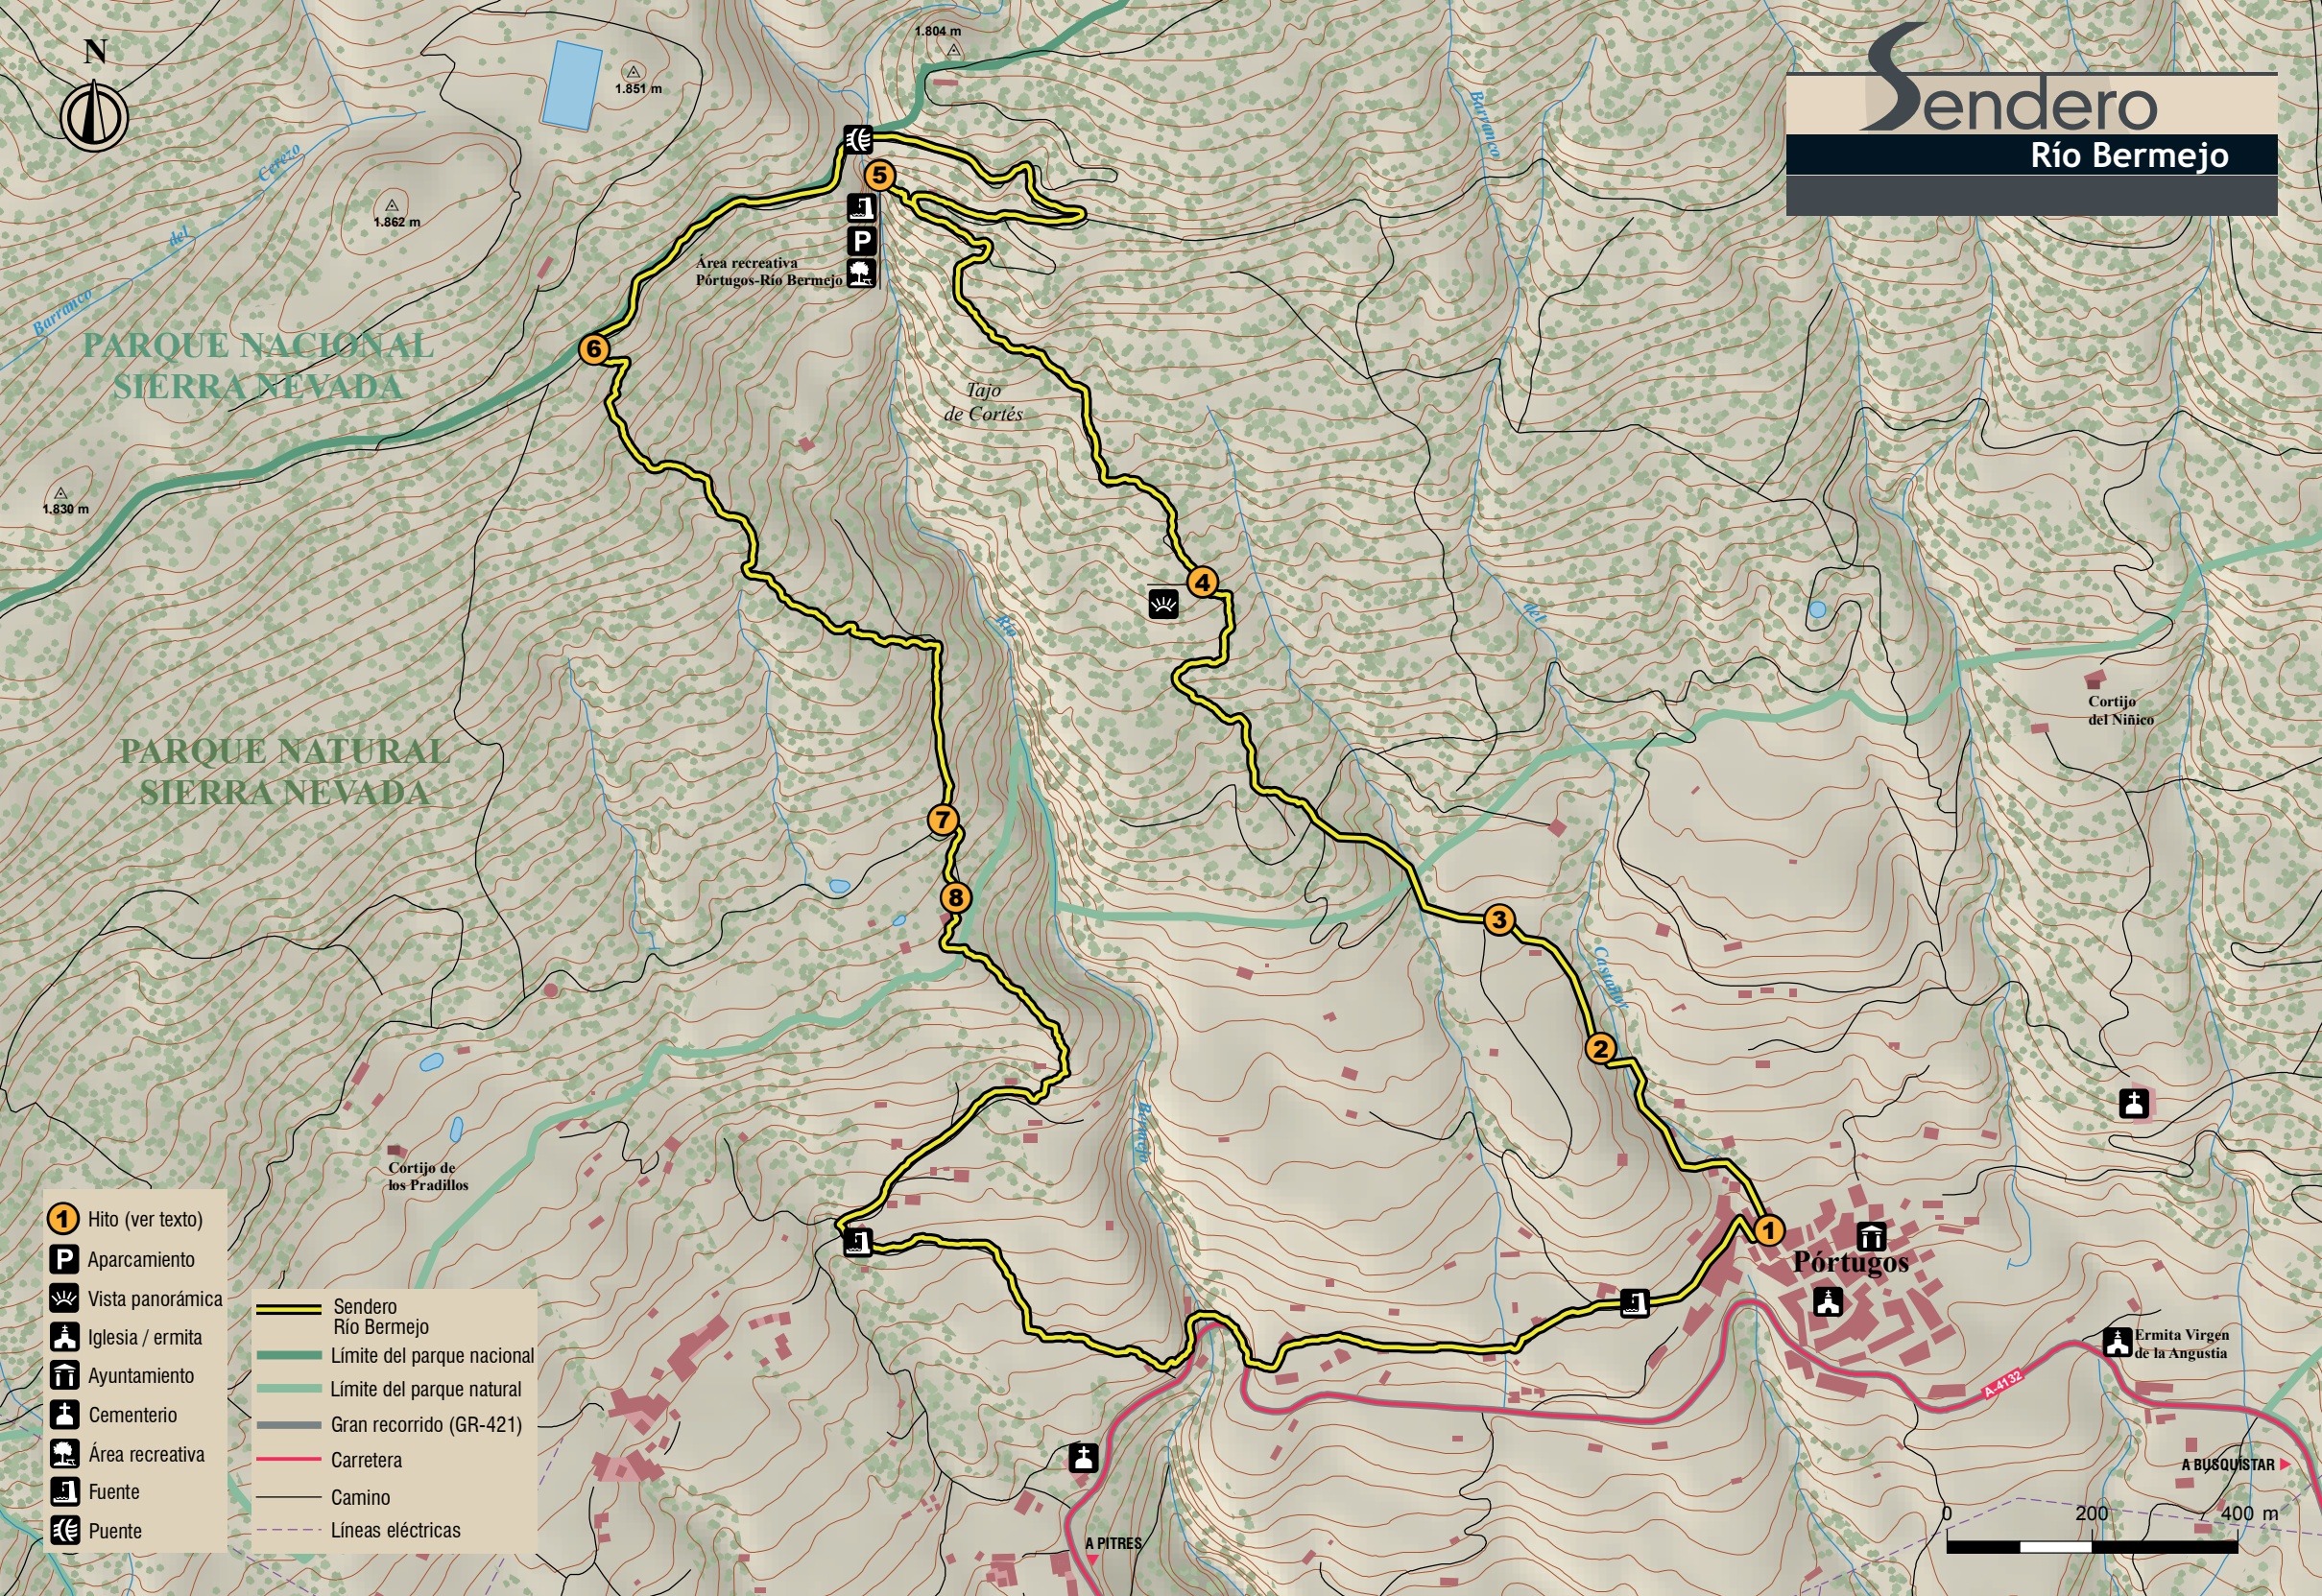 N
1.804 m
1.851 m
Sendero
Río Bermejo
Barranco
Cerezo
del
Barranco
1.862 m
5
P
Área recreativa
Pórtugos-Río Bermejo
PARQUE NACIONAL
SIERRA NEVADA
6
Tajo
de Cortés
1.830 m
4
Río
del
Cortijo
del Niñico
PARQUE NATURAL
SIERRA NEVADA
7
8
3
Castañar
2
Bermejo
Cortijo de
los Pradillos
1
Pórtugos
Ermita Virgen
de la Angustia
A-4132
A BUSQUÍSTAR
A PITRES
0 200 400 m
1 Hito (ver texto)
P Aparcamiento
Vista panorámica
Iglesia / ermita
Ayuntamiento
Cementerio
Área recreativa
Fuente
Puente
Sendero
Río Bermejo
Límite del parque nacional
Límite del parque natural
Gran recorrido (GR-421)
Carretera
Camino
Líneas eléctricas